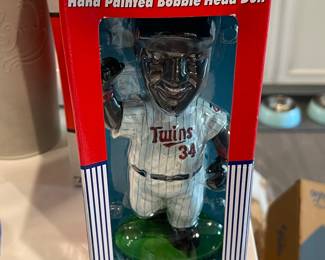 Hand Painted Bobble Head Doll
Twins
34